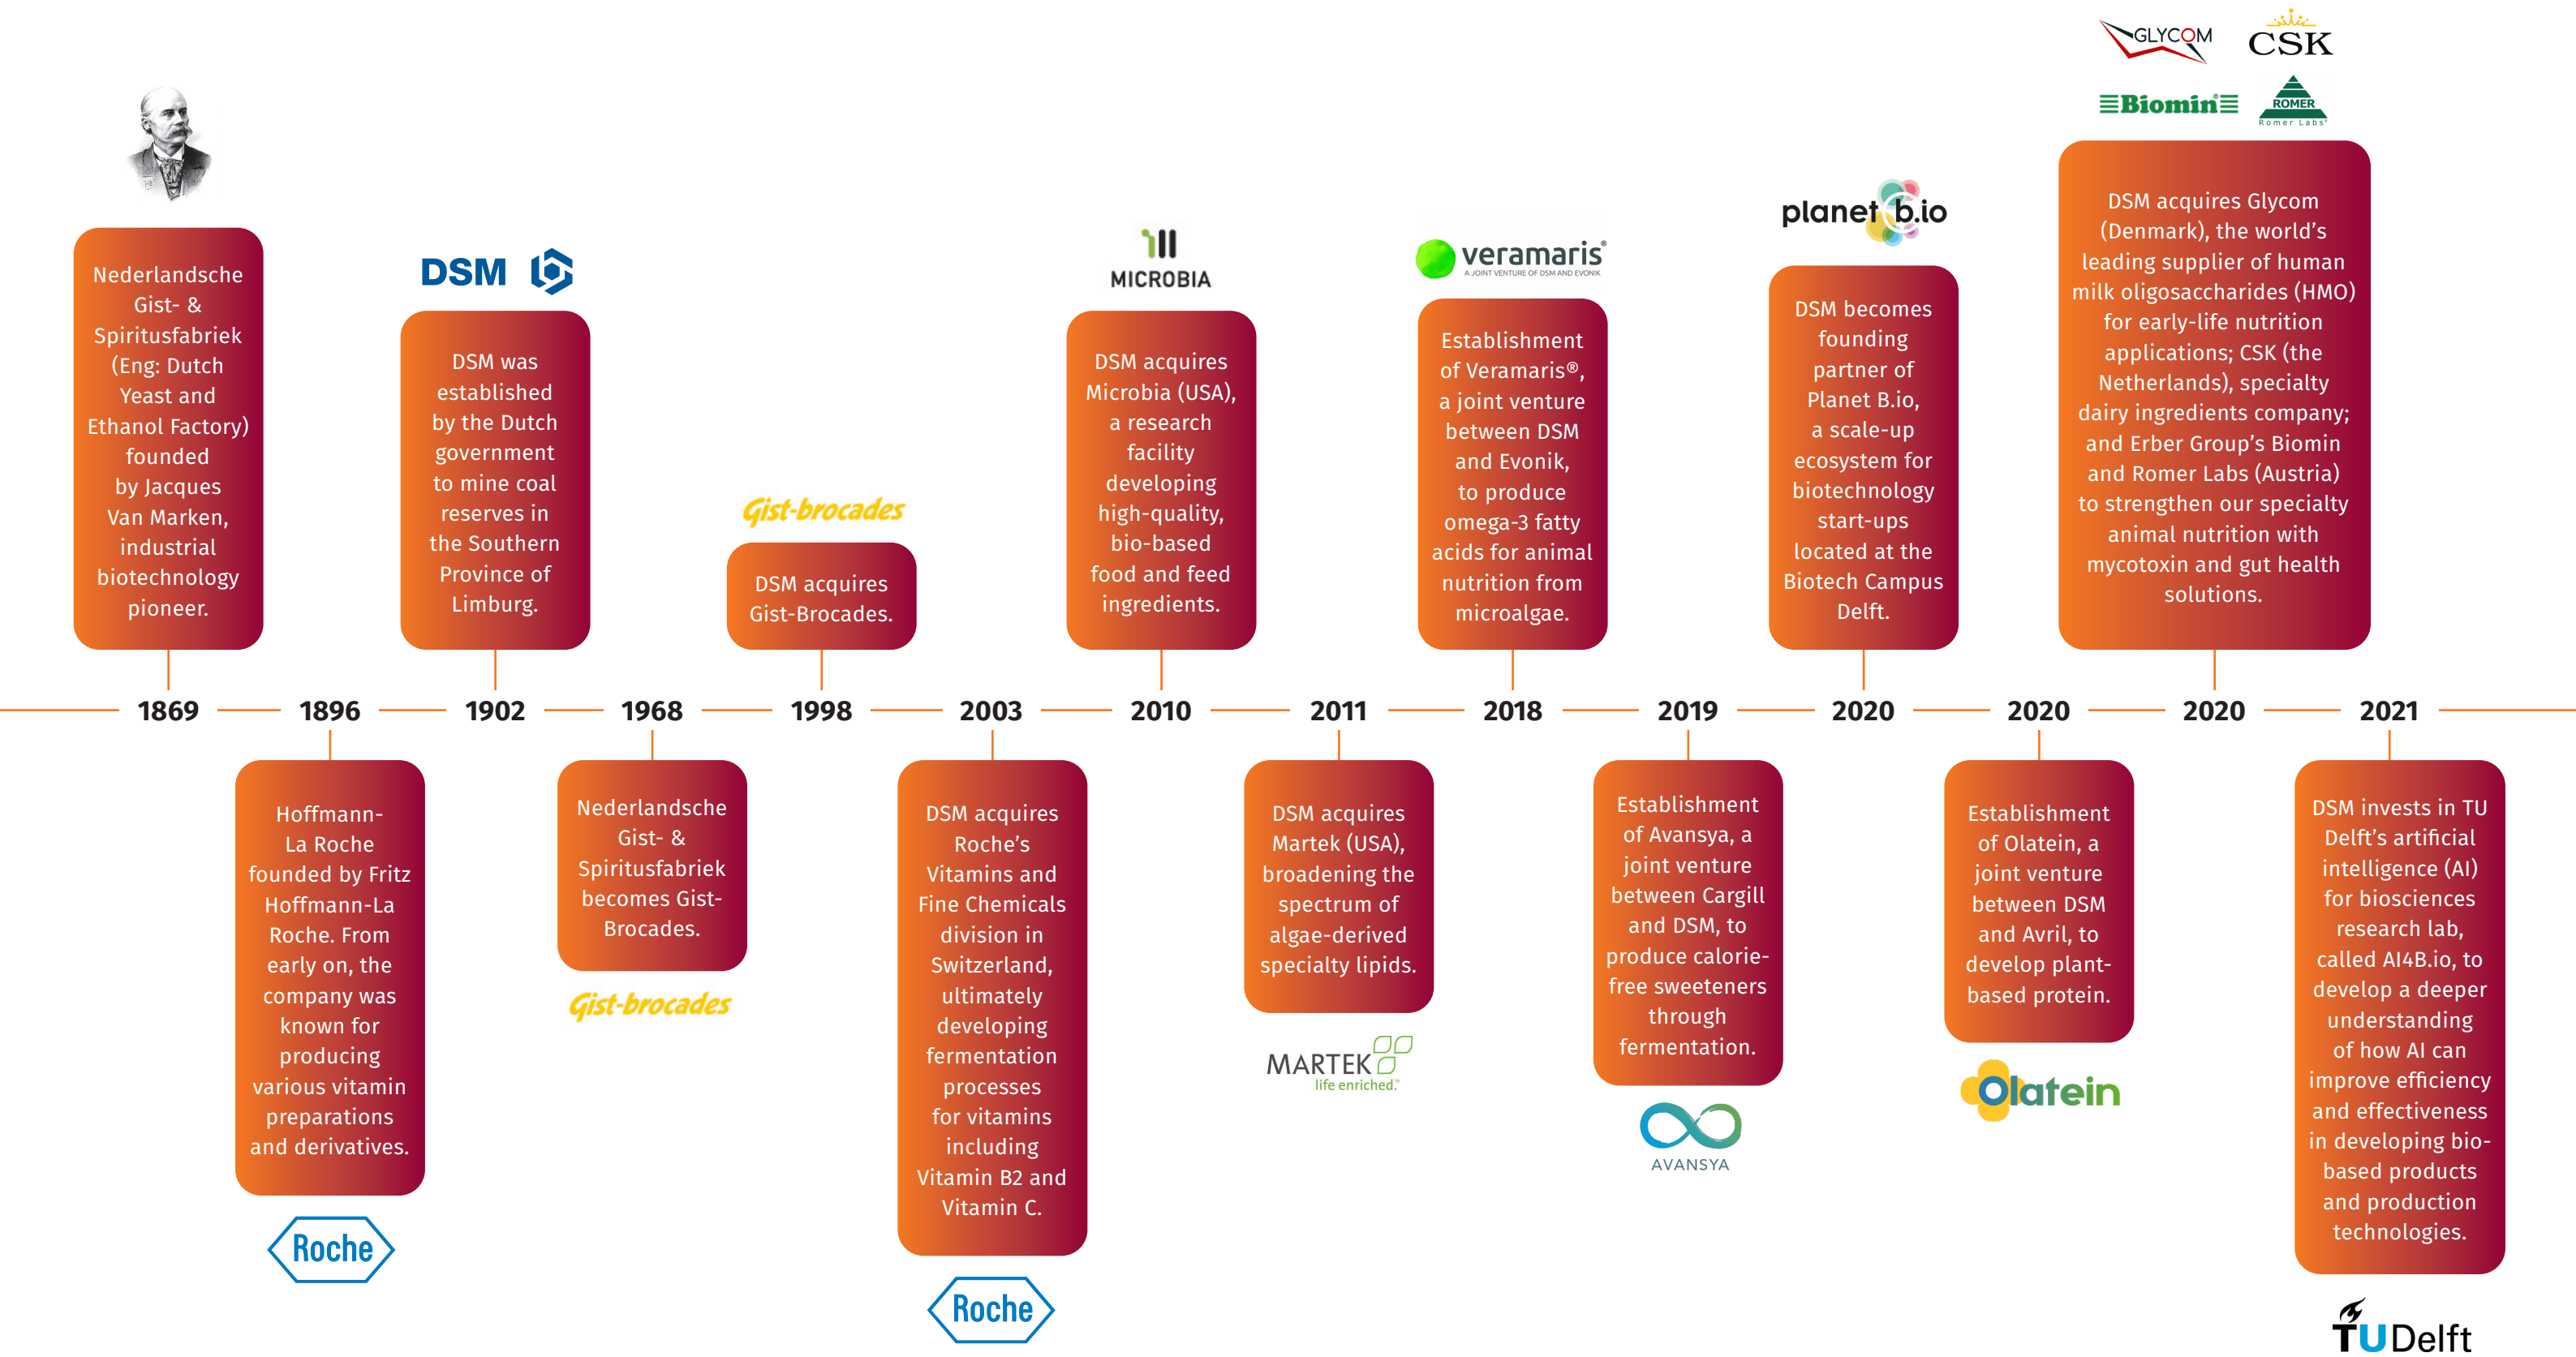 GLYCOM
CSK
Biomin®
ROMER
Romer Labs®
Nederlandsche
Gist- &
Spiritusfabriek
(Eng: Dutch
Yeast and
Ethanol Factory)
founded
by Jacques
Van Marken,
industrial
biotechnology
pioneer.
DSM
DSM was
established
by the Dutch
government
to mine coal
reserves in
the Southern
Province of
Limburg.
Gist-brocades
DSM acquires
Gist-Brocades.
MICROBIA
DSM acquires
Microbia (USA),
a research
facility
developing
high-quality,
bio-based
food and feed
ingredients.
veramaris®
A JOINT VENTURE OF DSM AND EVONIK
Establishment
of Veramaris®,
a joint venture
between DSM
and Evonik,
to produce
omega-3 fatty
acids for animal
nutrition from
microalgae.
planet b.io
DSM becomes
founding
partner of
Planet B.io,
a scale-up
ecosystem for
biotechnology
start-ups
located at the
Biotech Campus
Delft.
DSM acquires Glycom
(Denmark), the world’s
leading supplier of human
milk oligosaccharides (HMO)
for early-life nutrition
applications; CSK (the
Netherlands), specialty
dairy ingredients company;
and Erber Group’s Biomin
and Romer Labs (Austria)
to strengthen our specialty
animal nutrition with
mycotoxin and gut health
solutions.
1869 1896 1902 1968 1998 2003 2010 2011 2018 2019 2020 2020 2020 2021
Hoffmann-
La Roche
founded by Fritz
Hoffmann-La
Roche. From
early on, the
company was
known for
producing
various vitamin
preparations
and derivatives.
Roche
Nederlandsche
Gist- &
Spiritusfabriek
becomes Gist-
Brocades.
Gist-brocades
DSM acquires
Roche’s
Vitamins and
Fine Chemicals
division in
Switzerland,
ultimately
developing
fermentation
processes
for vitamins
including
Vitamin B2 and
Vitamin C.
Roche
DSM acquires
Martek (USA),
broadening the
spectrum of
algae-derived
specialty lipids.
MARTEK
life enriched.™
Establishment
of Avansya, a
joint venture
between Cargill
and DSM, to
produce calorie-
free sweeteners
through
fermentation.
AVANSYA
Establishment
of Olatein, a
joint venture
between DSM
and Avril, to
develop plant-
based protein.
Olatein
DSM invests in TU
Delft’s artificial
intelligence (AI)
for biosciences
research lab,
called AI4B.io, to
develop a deeper
understanding
of how AI can
improve efficiency
and effectiveness
in developing bio-
based products
and production
technologies.
TUDelft